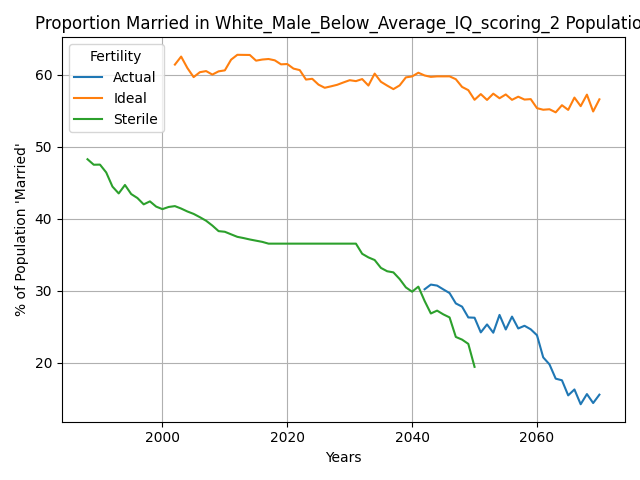 Proportion Married in White_Male_Below_Average_IQ_scoring_2 Populatio
Fertility
Actual
Ideal
Sterile
% of Population 'Married'
60
50
40
30
20
2000 2020 2040 2060
Years